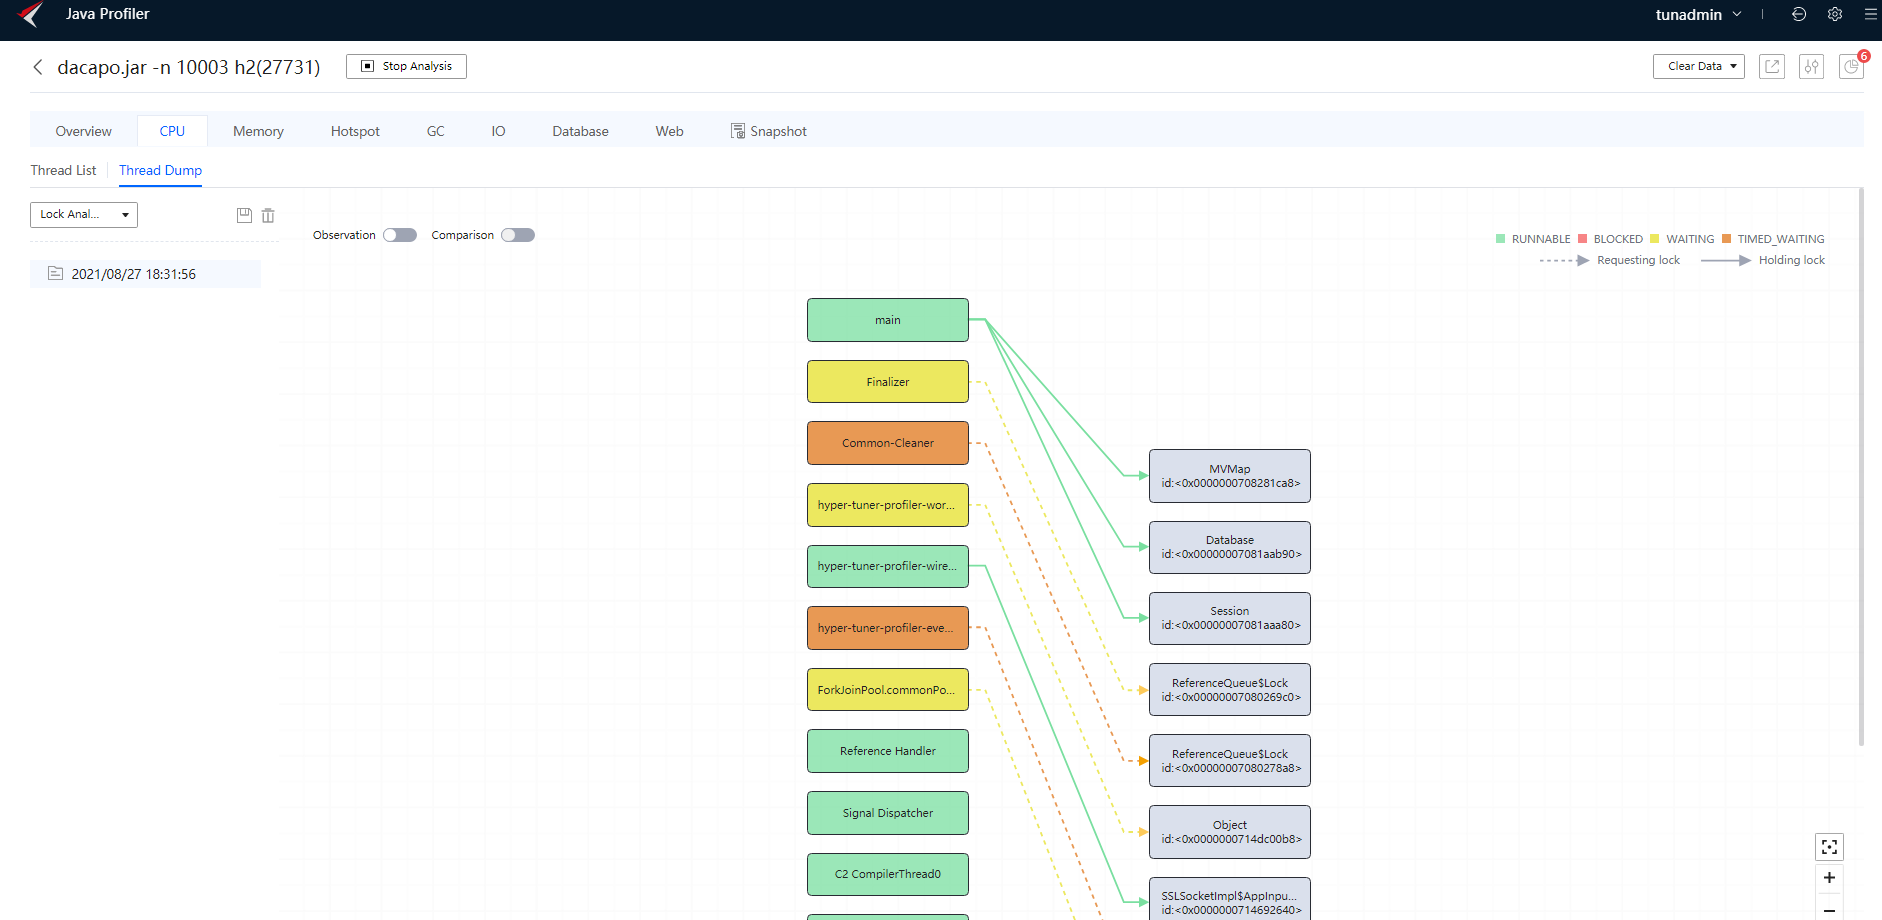 Java Profiler
tunadmin
dacapo.jar -n 10003 h2(27731)
Stop Analysis
Clear Data
6
Overview
CPU
Memory
Hotspot
GC
IO
Database
Web
Snapshot
Thread List
Thread Dump
Lock Anal...
Observation
Comparison
RUNNABLE
BLOCKED
WAITING
TIMED_WAITING
Requesting lock
Holding lock
2021/08/27 18:31:56
main
Finalizer
Common-Cleaner
hyper-tuner-profiler-wor...
hyper-tuner-profiler-wire...
hyper-tuner-profiler-eve...
ForkJoinPool.commonPo...
Reference Handler
Signal Dispatcher
C2 CompilerThread0
MVMap
id:<0x0000000708281ca8>
Database
id:<0x00000007081aab90>
Session
id:<0x00000007081aaa80>
ReferenceQueue$Lock
id:<0x00000007080269c0>
ReferenceQueue$Lock
id:<0x00000007080278a8>
Object
id:<0x0000000714dc00b8>
SSLSocketImpl$AppInpu...
id:<0x0000000714692640>